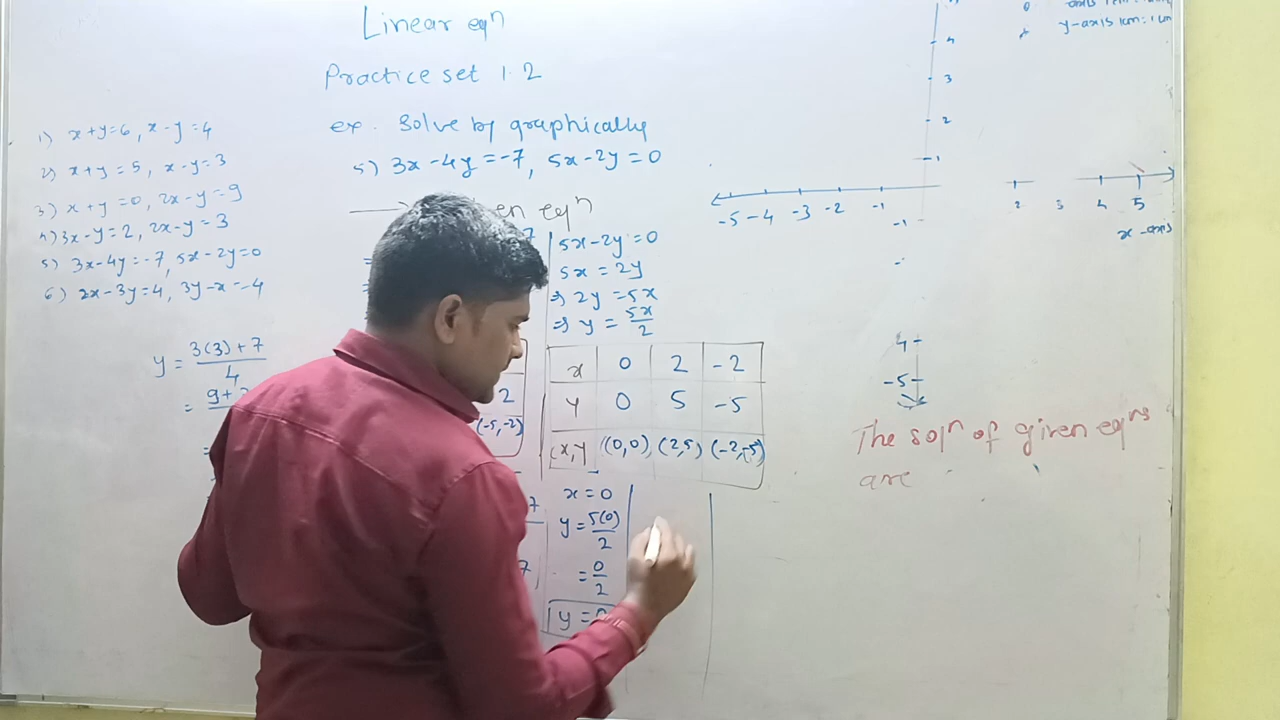 Linear eqⁿ
Practice set 1.2
ex. Solve by graphically
5) 3x-4y=-7, 5x-2y=0
1) x+y=6, x-y=4
2) x+y=5, x-y=3
3) x+y=0, 2x-y=9
4) 3x-y=2, 2x-y=3
5) 3x-4y=-7, 5x-2y=0
6) 2x-3y=4, 3y-x=-4
y = 3(3)+7
4
= 9+
en eqⁿ
7
5x-2y=0
5x=2y
⇒ 2y=5x
⇒ y = 5x
2
2
(-5,-2)
x 0 2 -2
y 0 5 -5
(x,y (0,0) (2,5) (-2,-5)
x=0
y=5(0)
2
=0
2
y=0
7
7
y-axis 1cm=1cm
4
3
2
1
-5 -4 -3 -2 -1
2 3 4 5
x-axis
-1
4
-5
The solⁿ of given eqⁿˢ
are